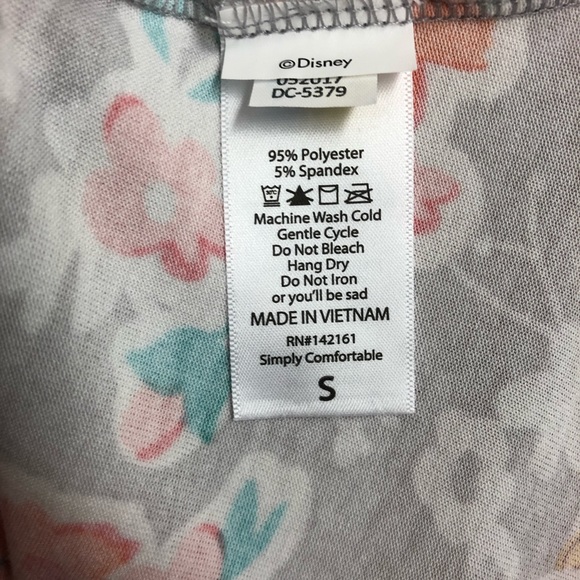 ©Disney
052017
DC-5379
95% Polyester
5% Spandex
Machine Wash Cold
Gentle Cycle
Do Not Bleach
Hang Dry
Do Not Iron
or you'll be sad
MADE IN VIETNAM
RN#142161
Simply Comfortable
S